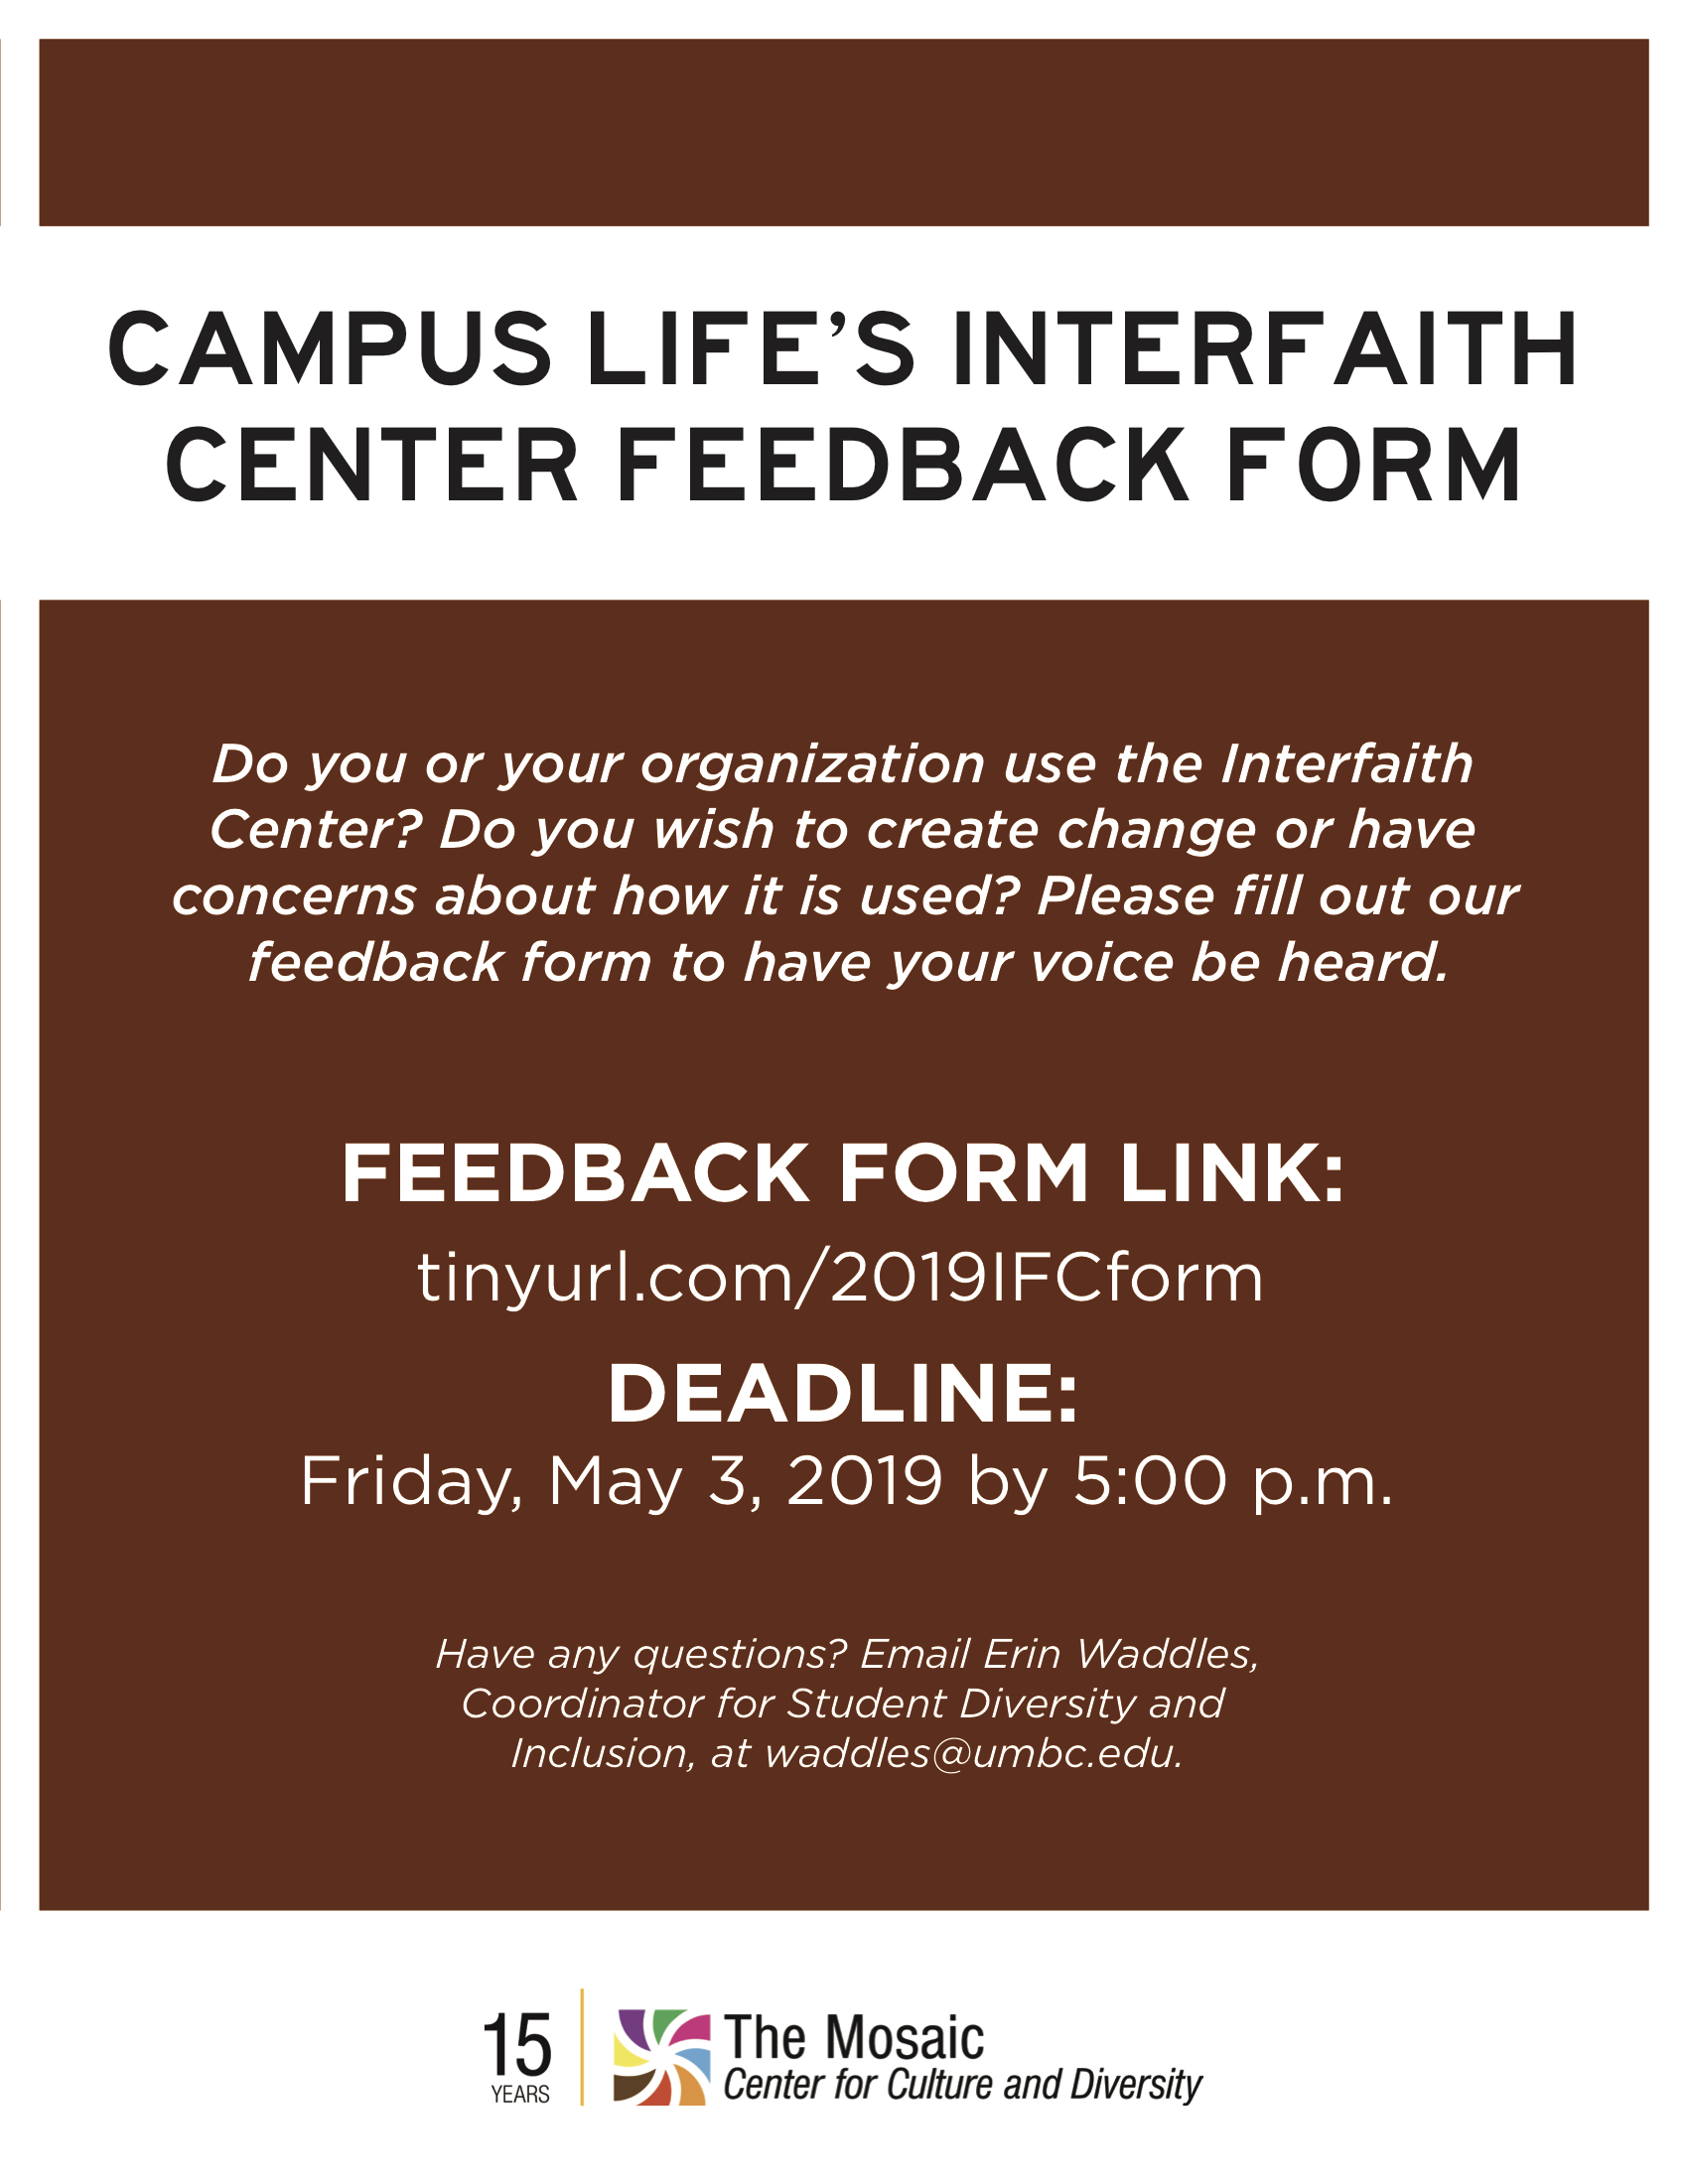 CAMPUS LIFE’S INTERFAITH
CENTER FEEDBACK FORM
Do you or your organization use the Interfaith
Center? Do you wish to create change or have
concerns about how it is used? Please fill out our
feedback form to have your voice be heard.
FEEDBACK FORM LINK:
tinyurl.com/2019IFCform
DEADLINE:
Friday, May 3, 2019 by 5:00 p.m.
Have any questions? Email Erin Waddles,
Coordinator for Student Diversity and
Inclusion, at waddles@umbc.edu.
15
YEARS
The Mosaic
Center for Culture and Diversity